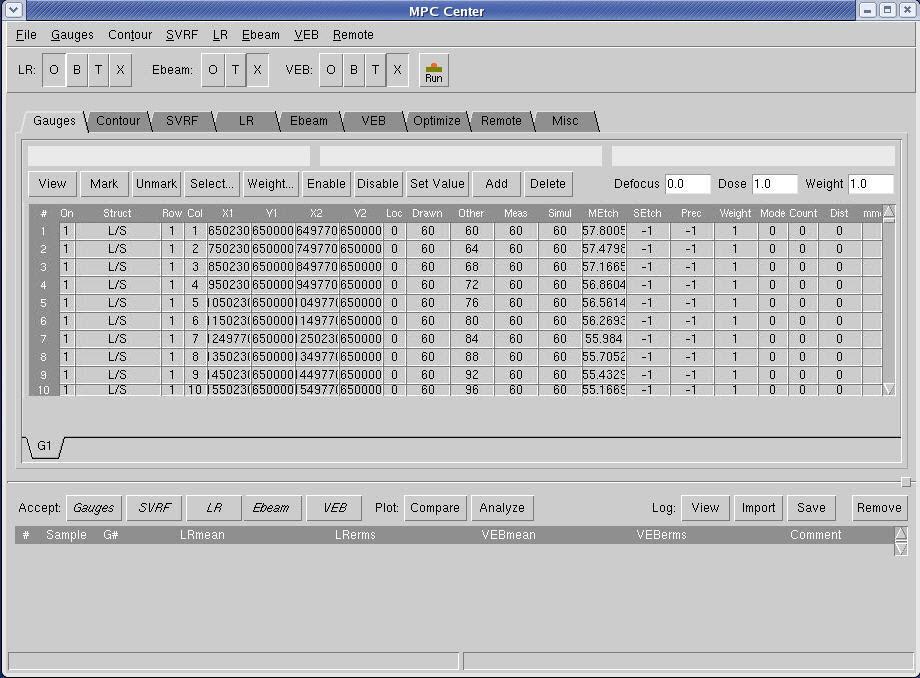 MPC Center
File Gauges Contour SVRF LR Ebeam VEB Remote
LR: O B T X Ebeam: O T X VEB: O B T X Run
Gauges Contour SVRF LR Ebeam VEB Optimize Remote Misc
View Mark Unmark Select... Weight... Enable Disable Set Value Add Delete Defocus 0.0 Dose 1.0 Weight 1.0
# On Struct Row Col X1 Y1 X2 Y2 Loc Drawn Other Meas Simul MEtch SEtch Prec Weight Mode Count Dist mm
1 1 L/S 1 1 650230 650000 649770 650000 0 60 60 60 60 57.8005 -1 -1 1 0 0 0
2 1 L/S 1 2 750230 650000 749770 650000 0 60 64 60 60 57.4798 -1 -1 1 0 0 0
3 1 L/S 1 3 850230 650000 849770 650000 0 60 68 60 60 57.1665 -1 -1 1 0 0 0
4 1 L/S 1 4 950230 650000 949770 650000 0 60 72 60 60 56.8604 -1 -1 1 0 0 0
5 1 L/S 1 5 1050230 650000 1049770 650000 0 60 76 60 60 56.5614 -1 -1 1 0 0 0
6 1 L/S 1 6 1150230 650000 1149770 650000 0 60 80 60 60 56.2693 -1 -1 1 0 0 0
7 1 L/S 1 7 1249770 650000 1250230 650000 0 60 84 60 60 55.984 -1 -1 1 0 0 0
8 1 L/S 1 8 1350230 650000 1349770 650000 0 60 88 60 60 55.7052 -1 -1 1 0 0 0
9 1 L/S 1 9 1450230 650000 1449770 650000 0 60 92 60 60 55.4329 -1 -1 1 0 0 0
10 1 L/S 1 10 1550230 650000 1549770 650000 0 60 96 60 60 55.1669 -1 -1 1 0 0 0
G1
Accept: Gauges SVRF LR Ebeam VEB Plot: Compare Analyze Log: View Import Save Remove
# Sample G# LRmean LRerms VEBmean VEBerms Comment